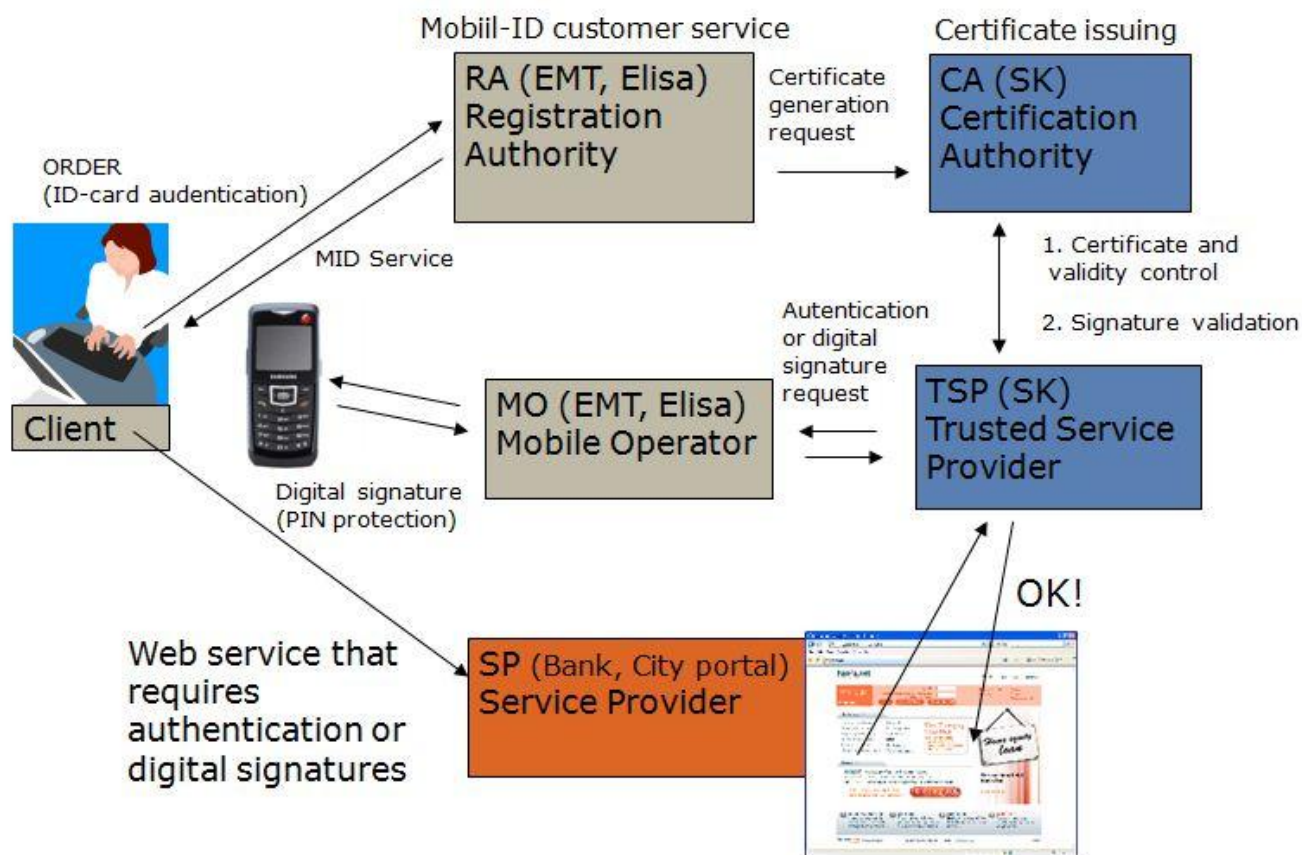 Mobiil-ID customer service
Certificate issuing
RA (EMT, Elisa)
Registration
Authority
Certificate
generation
request
CA (SK)
Certification
Authority
ORDER
(ID-card audentication)
MID Service
1. Certificate and
validity control
2. Signature validation
Autentication
or digital
signature
request
Client
MO (EMT, Elisa)
Mobile Operator
TSP (SK)
Trusted Service
Provider
Digital signature
(PIN protection)
OK!
Web service that
requires
authentication or
digital signatures
SP (Bank, City portal)
Service Provider
Home equity
loan